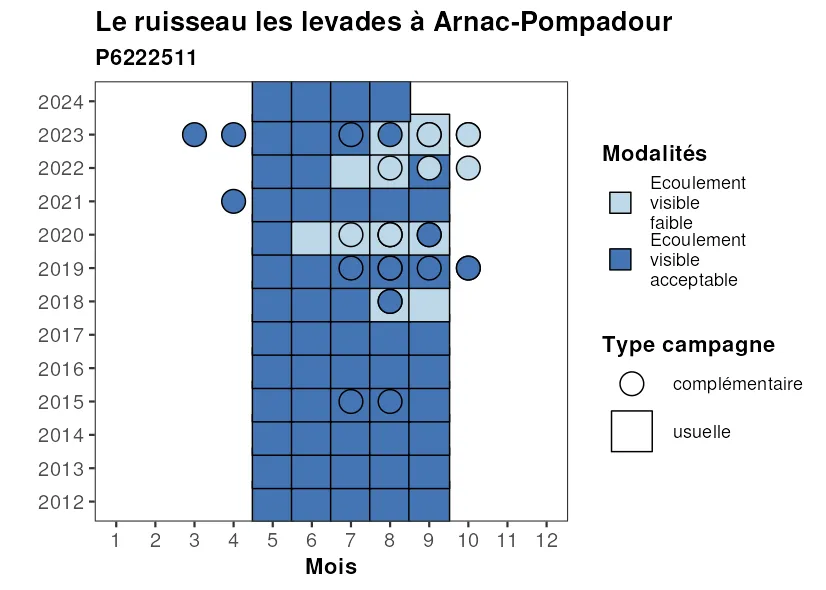 Le ruisseau les levades à Arnac-Pompadour
P6222511
2024
2023
2022
2021
2020
2019
2018
2017
2016
2015
2014
2013
2012
1 2 3 4 5 6 7 8 9 10 11 12
Mois
Modalités
Ecoulement
visible
faible
Ecoulement
visible
acceptable
Type campagne
complémentaire
usuelle